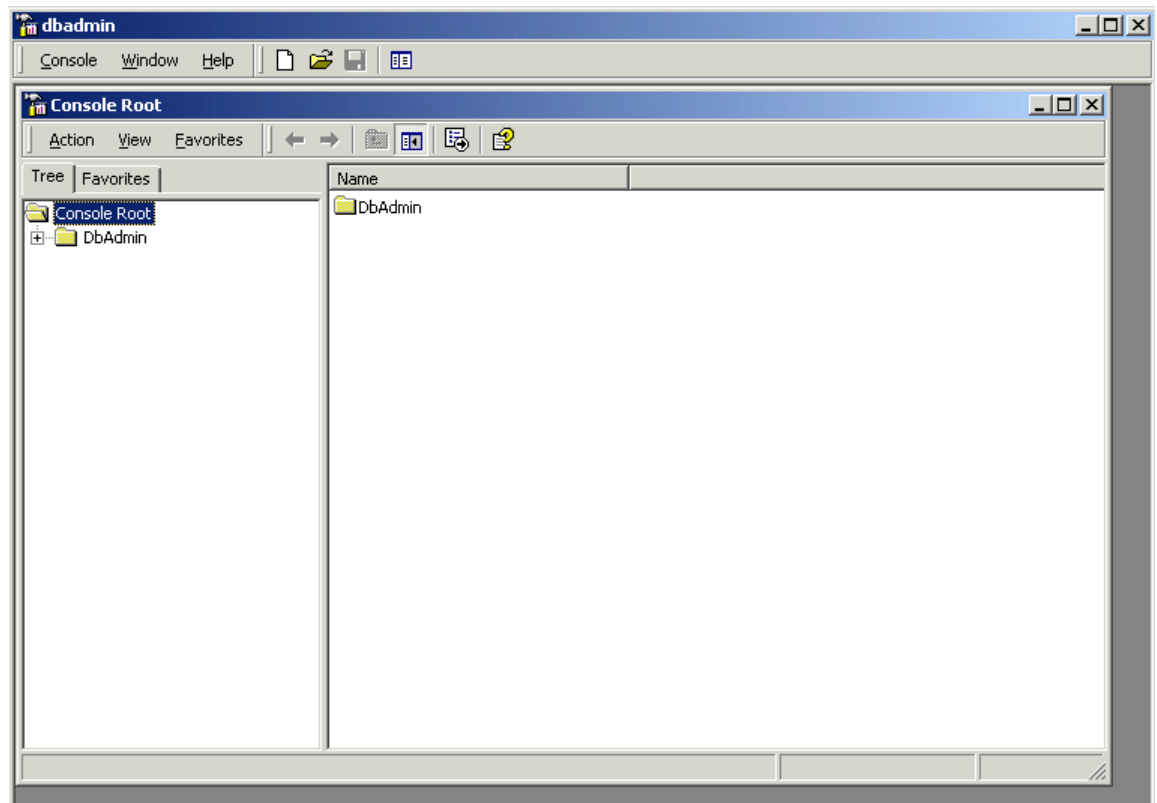 dbadmin
Console Window Help
Console Root
Action View Favorites
Tree Favorites
Name
Console Root
DbAdmin
DbAdmin